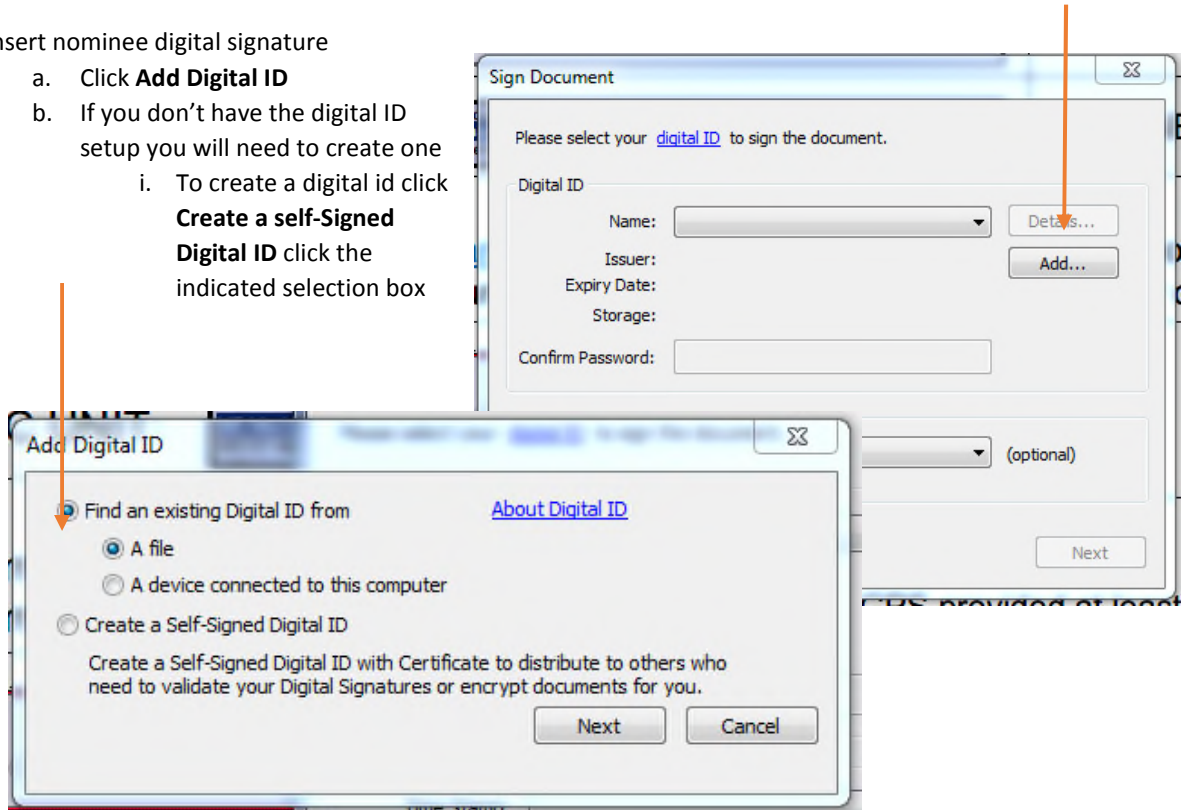 nsert nominee digital signature
a. Click Add Digital ID
b. If you don’t have the digital ID
setup you will need to create one
i. To create a digital id click
Create a self-Signed
Digital ID click the
indicated selection box
Sign Document
Please select your digital ID to sign the document.
Digital ID
Name:
Details...
Issuer:
Add...
Expiry Date:
Storage:
Confirm Password:
(optional)
Next
UNIT
Add Digital ID
Find an existing Digital ID from
About Digital ID
A file
A device connected to this computer
Create a Self-Signed Digital ID
Create a Self-Signed Digital ID with Certificate to distribute to others who
need to validate your Digital Signatures or encrypt documents for you.
Next Cancel
provided at least